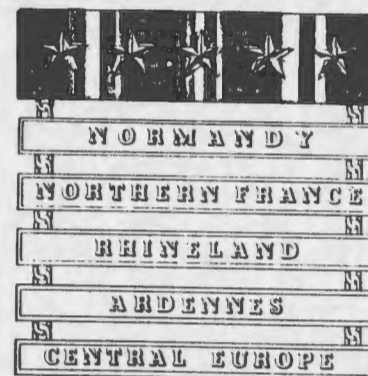 NORMANDY
NORTHERN FRANCE
RHINELAND
ARDENNES
CENTRAL EUROPE